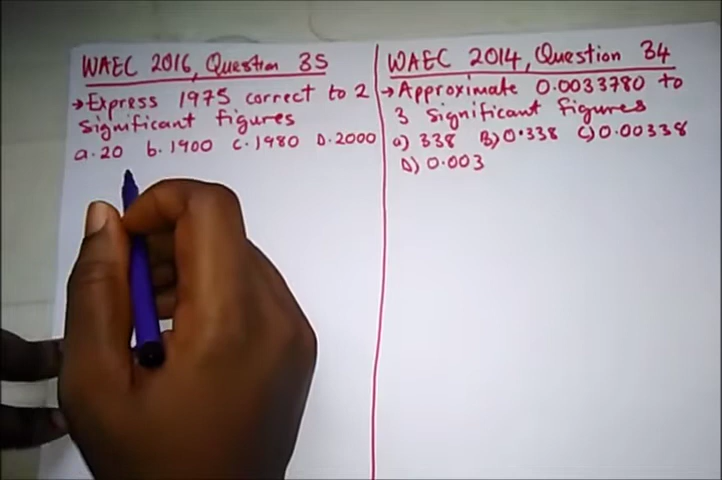 WAEC 2016, Question 35
→Express 1975 correct to 2
significant figures
a. 20 b. 1900 c. 1980 D. 2000
WAEC 2014, Question 34
→Approximate 0.0033780 to
3 significant figures
a) 338 B) 0.338 C) 0.00338
D) 0.003